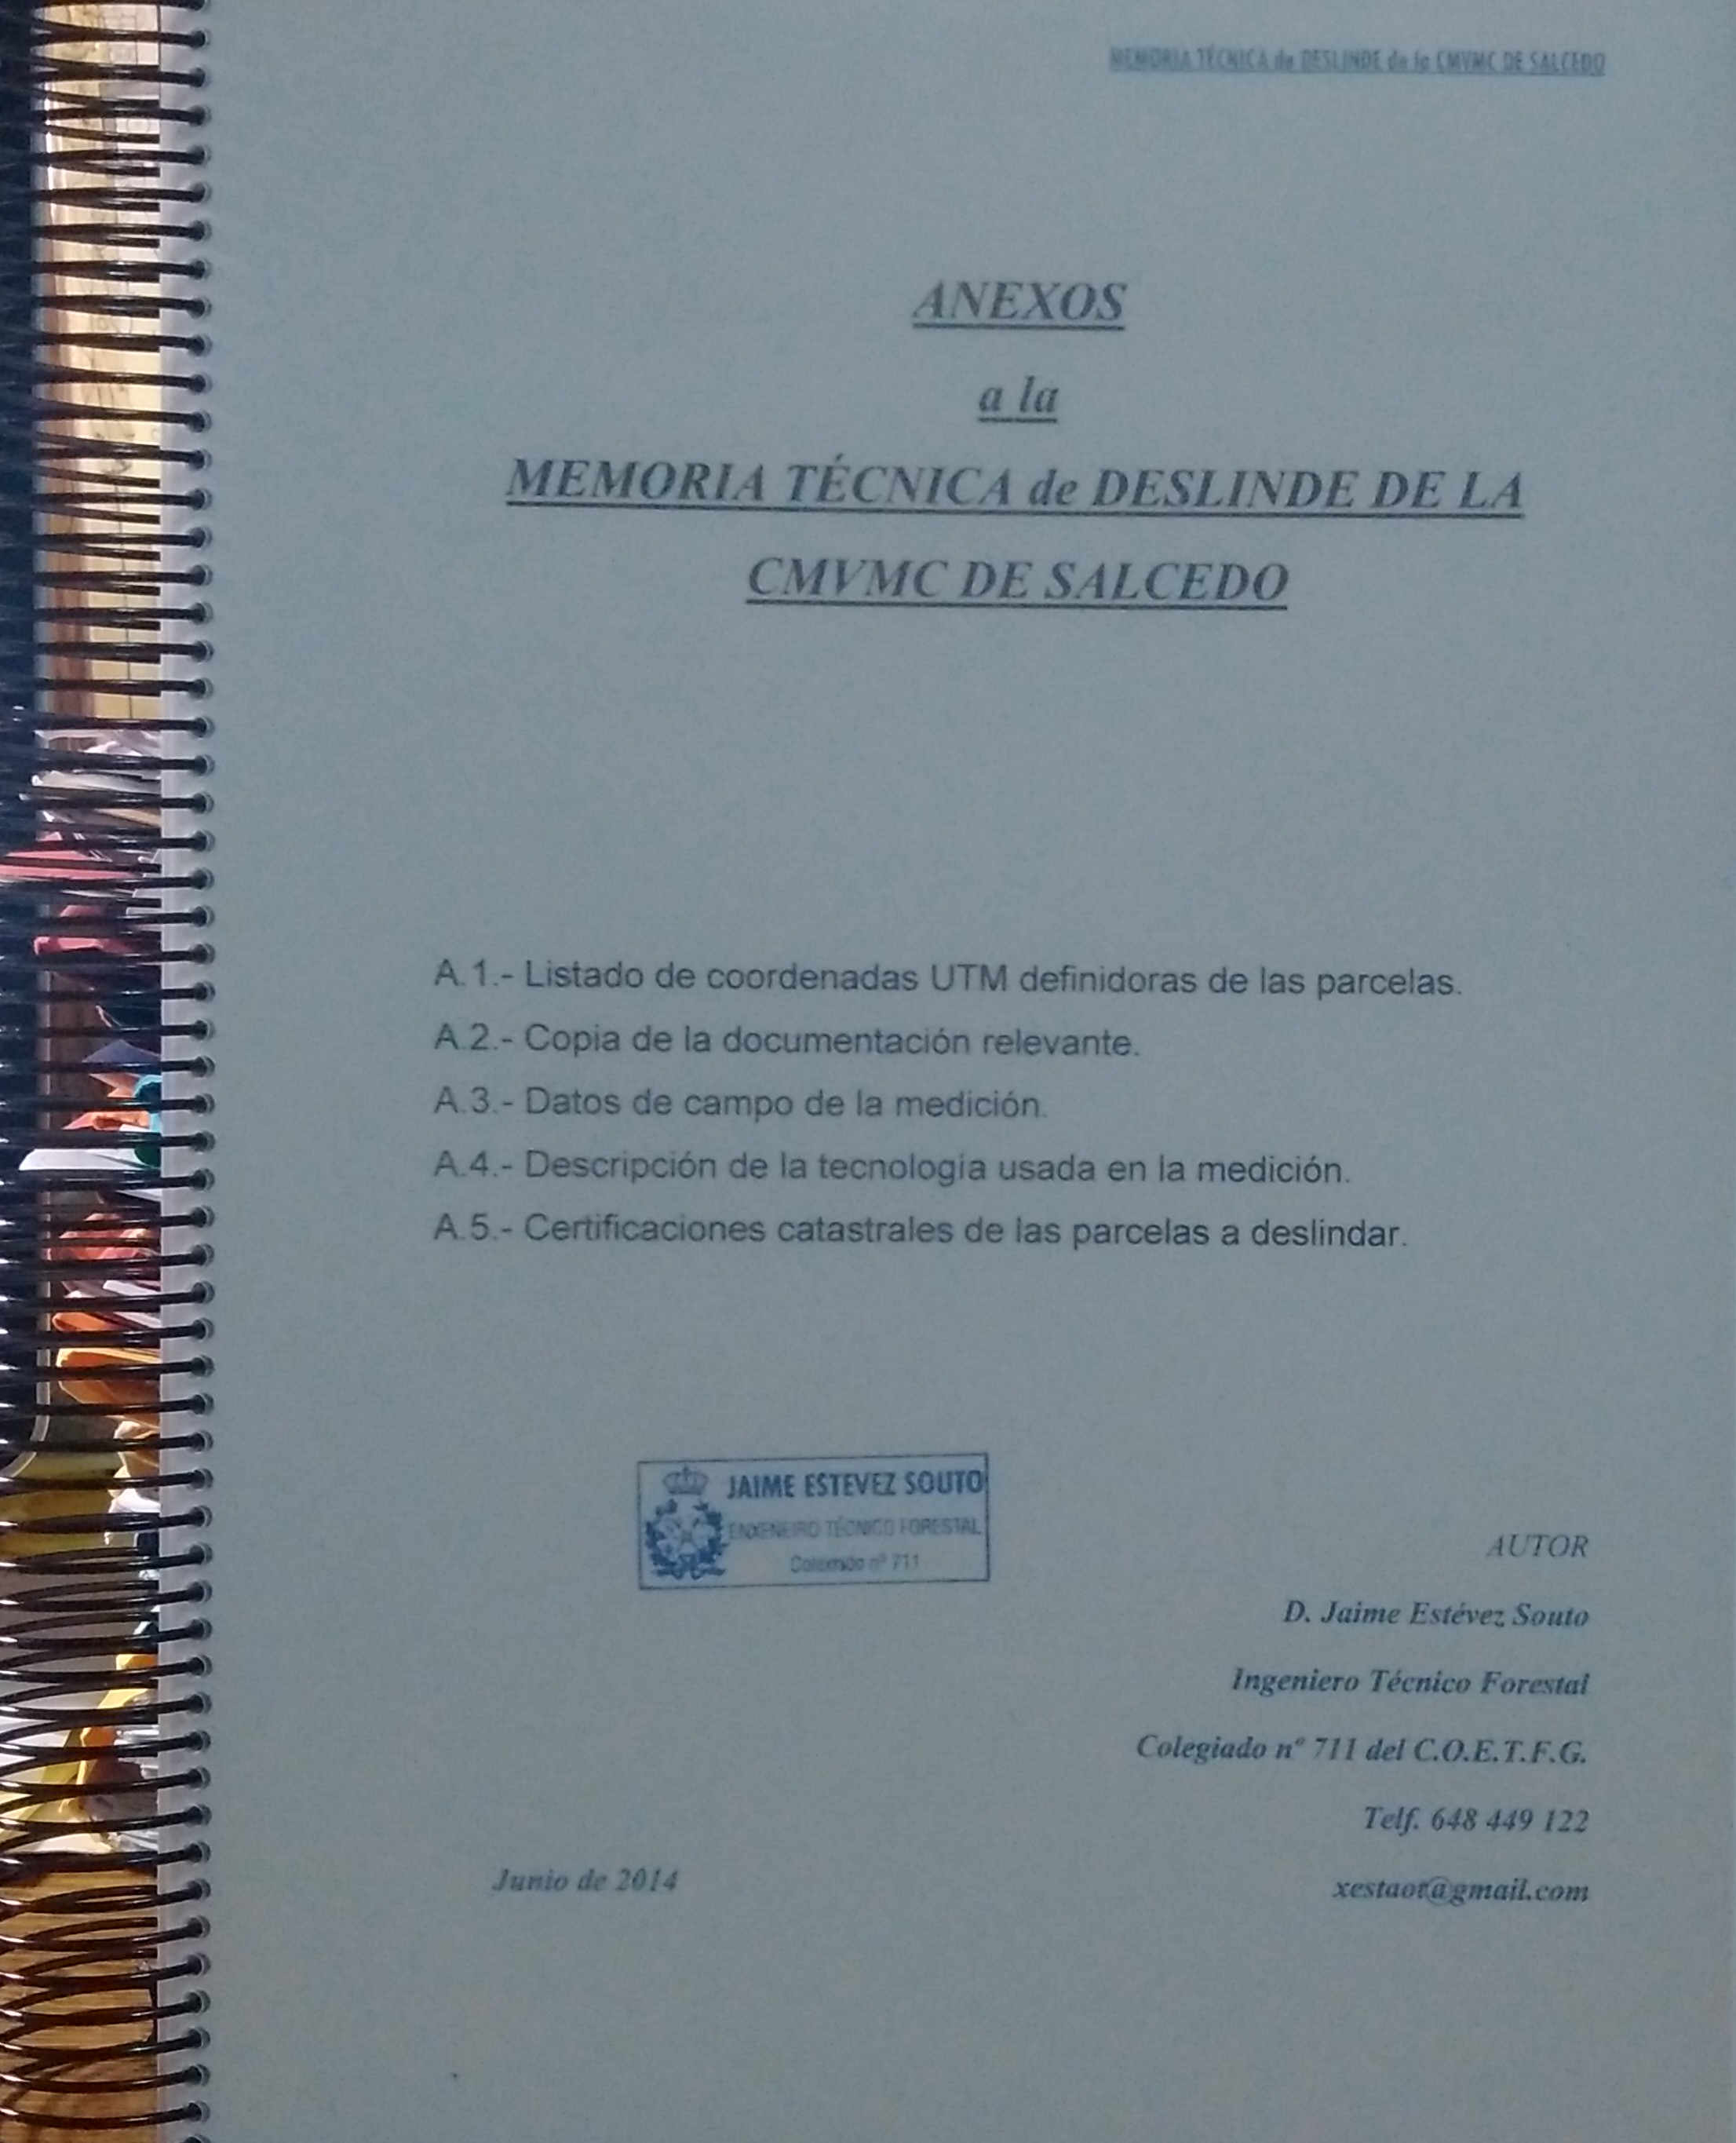 MEMORIA TÉCNICA de DESLINDE de la CMVMC DE SALCEDO
ANEXOS
a la
MEMORIA TÉCNICA de DESLINDE DE LA
CMVMC DE SALCEDO
A.1.- Listado de coordenadas UTM definidoras de las parcelas.
A.2.- Copia de la documentación relevante.
A.3.- Datos de campo de la medición.
A.4.- Descripción de la tecnología usada en la medición.
A.5.- Certificaciones catastrales de las parcelas a deslindar.
JAIME ESTEVEZ SOUTO
ENXENEIRO TÉCNICO FORESTAL
nº 711
AUTOR
D. Jaime Estévez Souto
Ingeniero Técnico Forestal
Colegiado nº 711 del C.O.E.T.F.G.
Telf. 648 449 122
Junio de 2014
xestaor@gmail.com